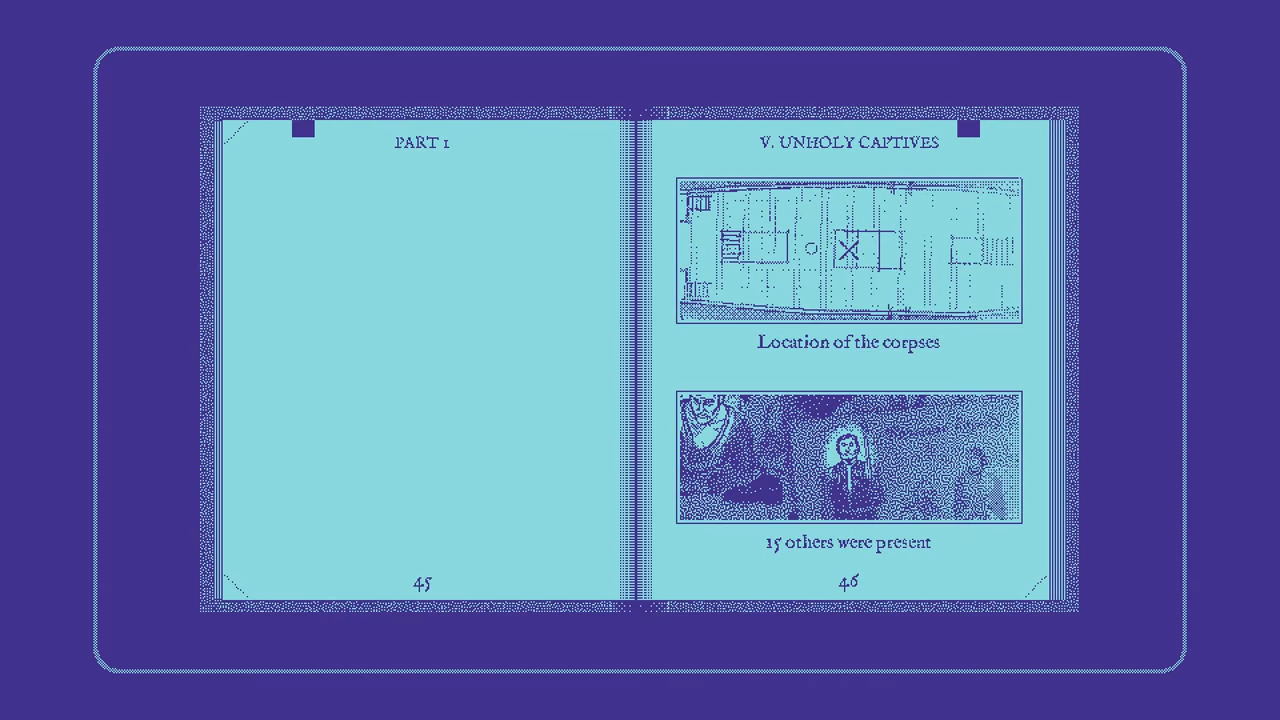 PART 1
45
V. UNHOLY CAPTIVES
Location of the corpses
15 others were present
46